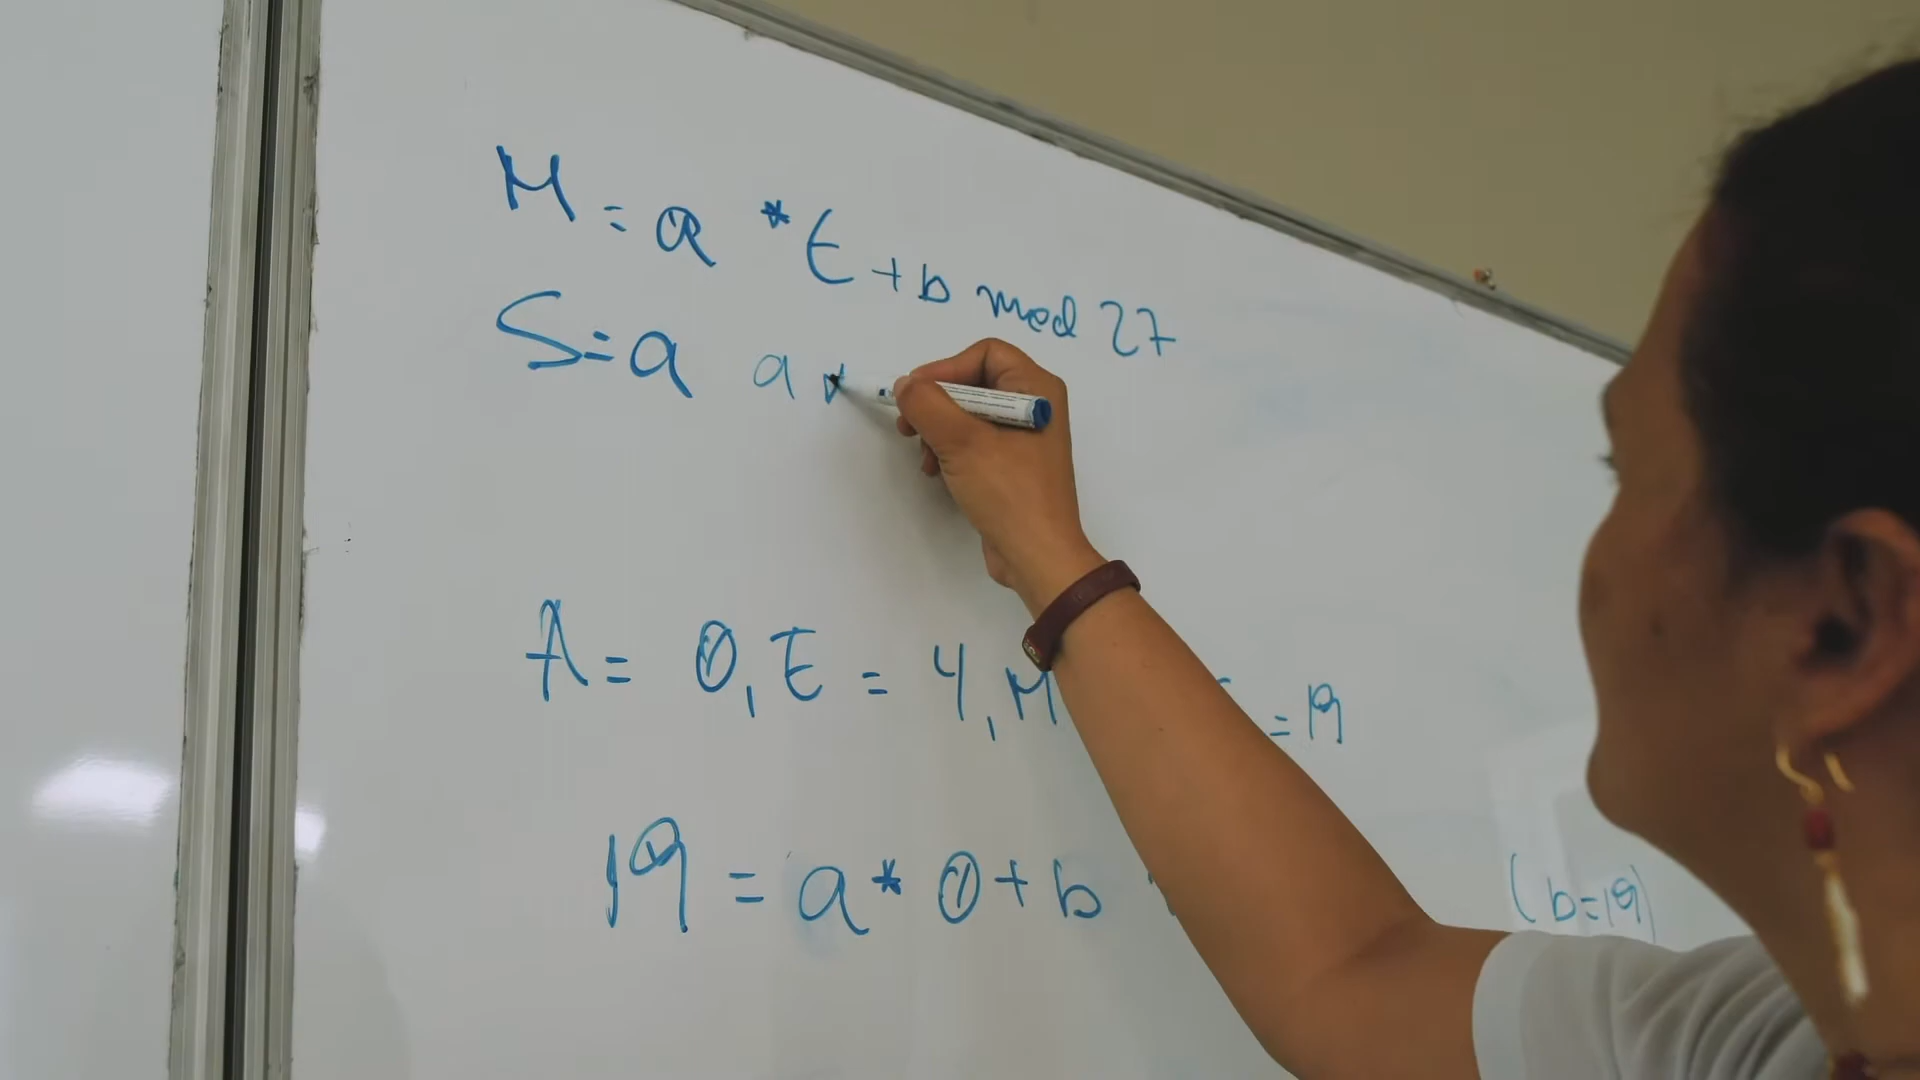 M = a * E + b mod 27
S = a a *
A = 0, E = 4, M = 19
19 = a * 0 + b (b = 19)